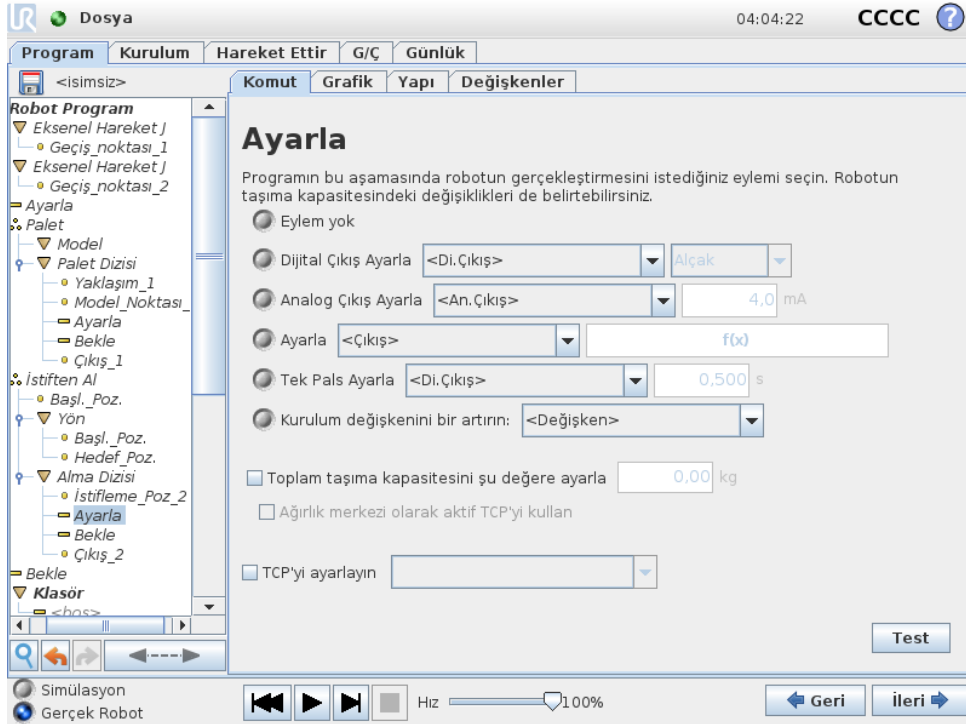 UR Dosya 04:04:22 CCCC ?
Program Kurulum Hareket Ettir G/Ç Günlük
<isimsiz>
Komut Grafik Yapı Değişkenler
Robot Program
Eksenel Hareket J
Geçiş_noktası_1
Eksenel Hareket J
Geçiş_noktası_2
Ayarla
Palet
Model
Palet Dizisi
Yaklaşım_1
Model_Noktası_
Ayarla
Bekle
Çıkış_1
İstiften Al
Başl._Poz.
Yön
Başl._Poz.
Hedef_Poz.
Alma Dizisi
İstifleme_Poz_2
Ayarla
Bekle
Çıkış_2
Bekle
Klasör
<boş>
Ayarla
Programın bu aşamasında robotun gerçekleştirmesini istediğiniz eylemi seçin. Robotun
taşıma kapasitesindeki değişiklikleri de belirtebilirsiniz.
Eylem yok
Dijital Çıkış Ayarla <Di.Çıkış> Alçak
Analog Çıkış Ayarla <An.Çıkış> 4,0 mA
Ayarla <Çıkış> f(x)
Tek Pals Ayarla <Di.Çıkış> 0,500 s
Kurulum değişkenini bir artırın: <Değişken>
Toplam taşıma kapasitesini şu değere ayarla 0,00 kg
Ağırlık merkezi olarak aktif TCP'yi kullan
TCP'yi ayarlayın
Test
Simülasyon
Gerçek Robot
Hız 100%
Geri İleri